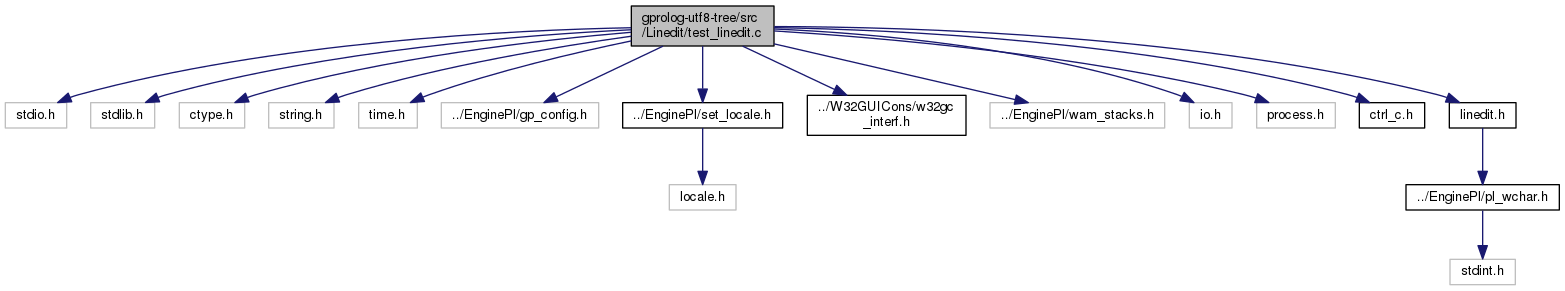 gprolog-utf8-tree/src
/Linedit/test_linedit.c
stdio.h
stdlib.h
ctype.h
string.h
time.h
../EnginePl/gp_config.h
../EnginePl/set_locale.h
../W32GUICons/w32gc
_interf.h
../EnginePl/wam_stacks.h
io.h
process.h
ctrl_c.h
linedit.h
locale.h
../EnginePl/pl_wchar.h
stdint.h